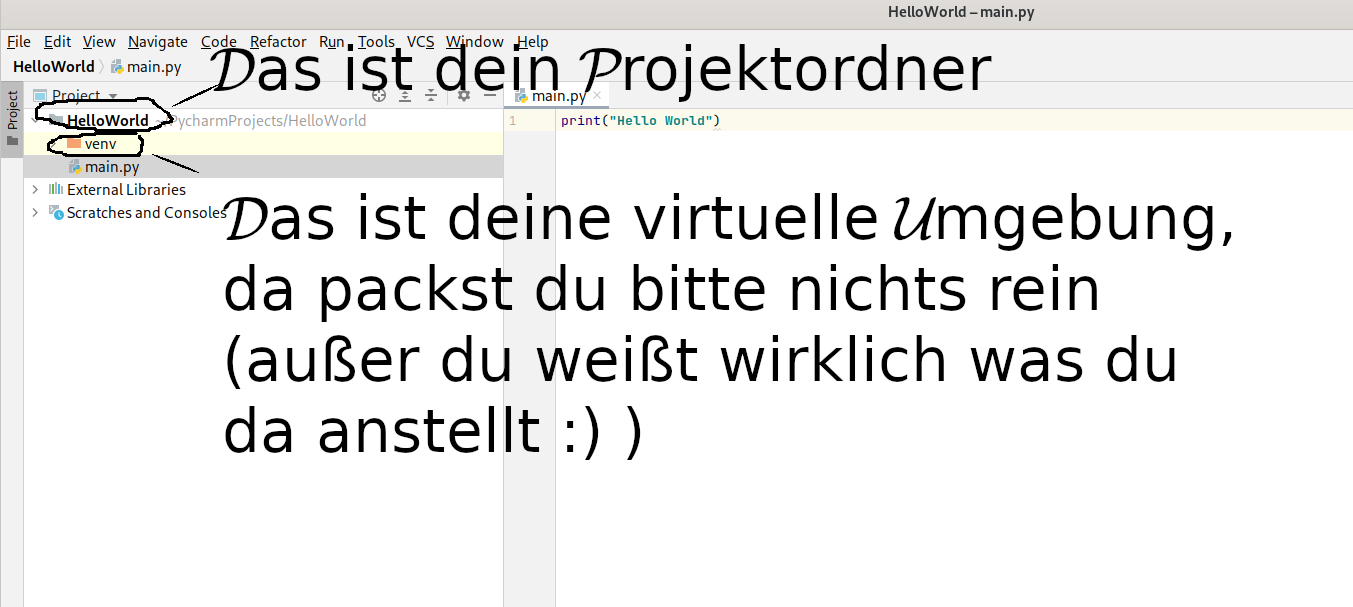 HelloWorld – main.py
File Edit View Navigate Code Refactor Run Tools VCS Window Help
HelloWorld main.py
Das ist dein Projektordner
Project
Project
main.py
HelloWorld ~/PycharmProjects/HelloWorld
1 print("Hello World")
venv
main.py
External Libraries
Scratches and Consoles
Das ist deine virtuelle Umgebung,
da packst du bitte nichts rein
(außer du weißt wirklich was du
da anstellt :) )